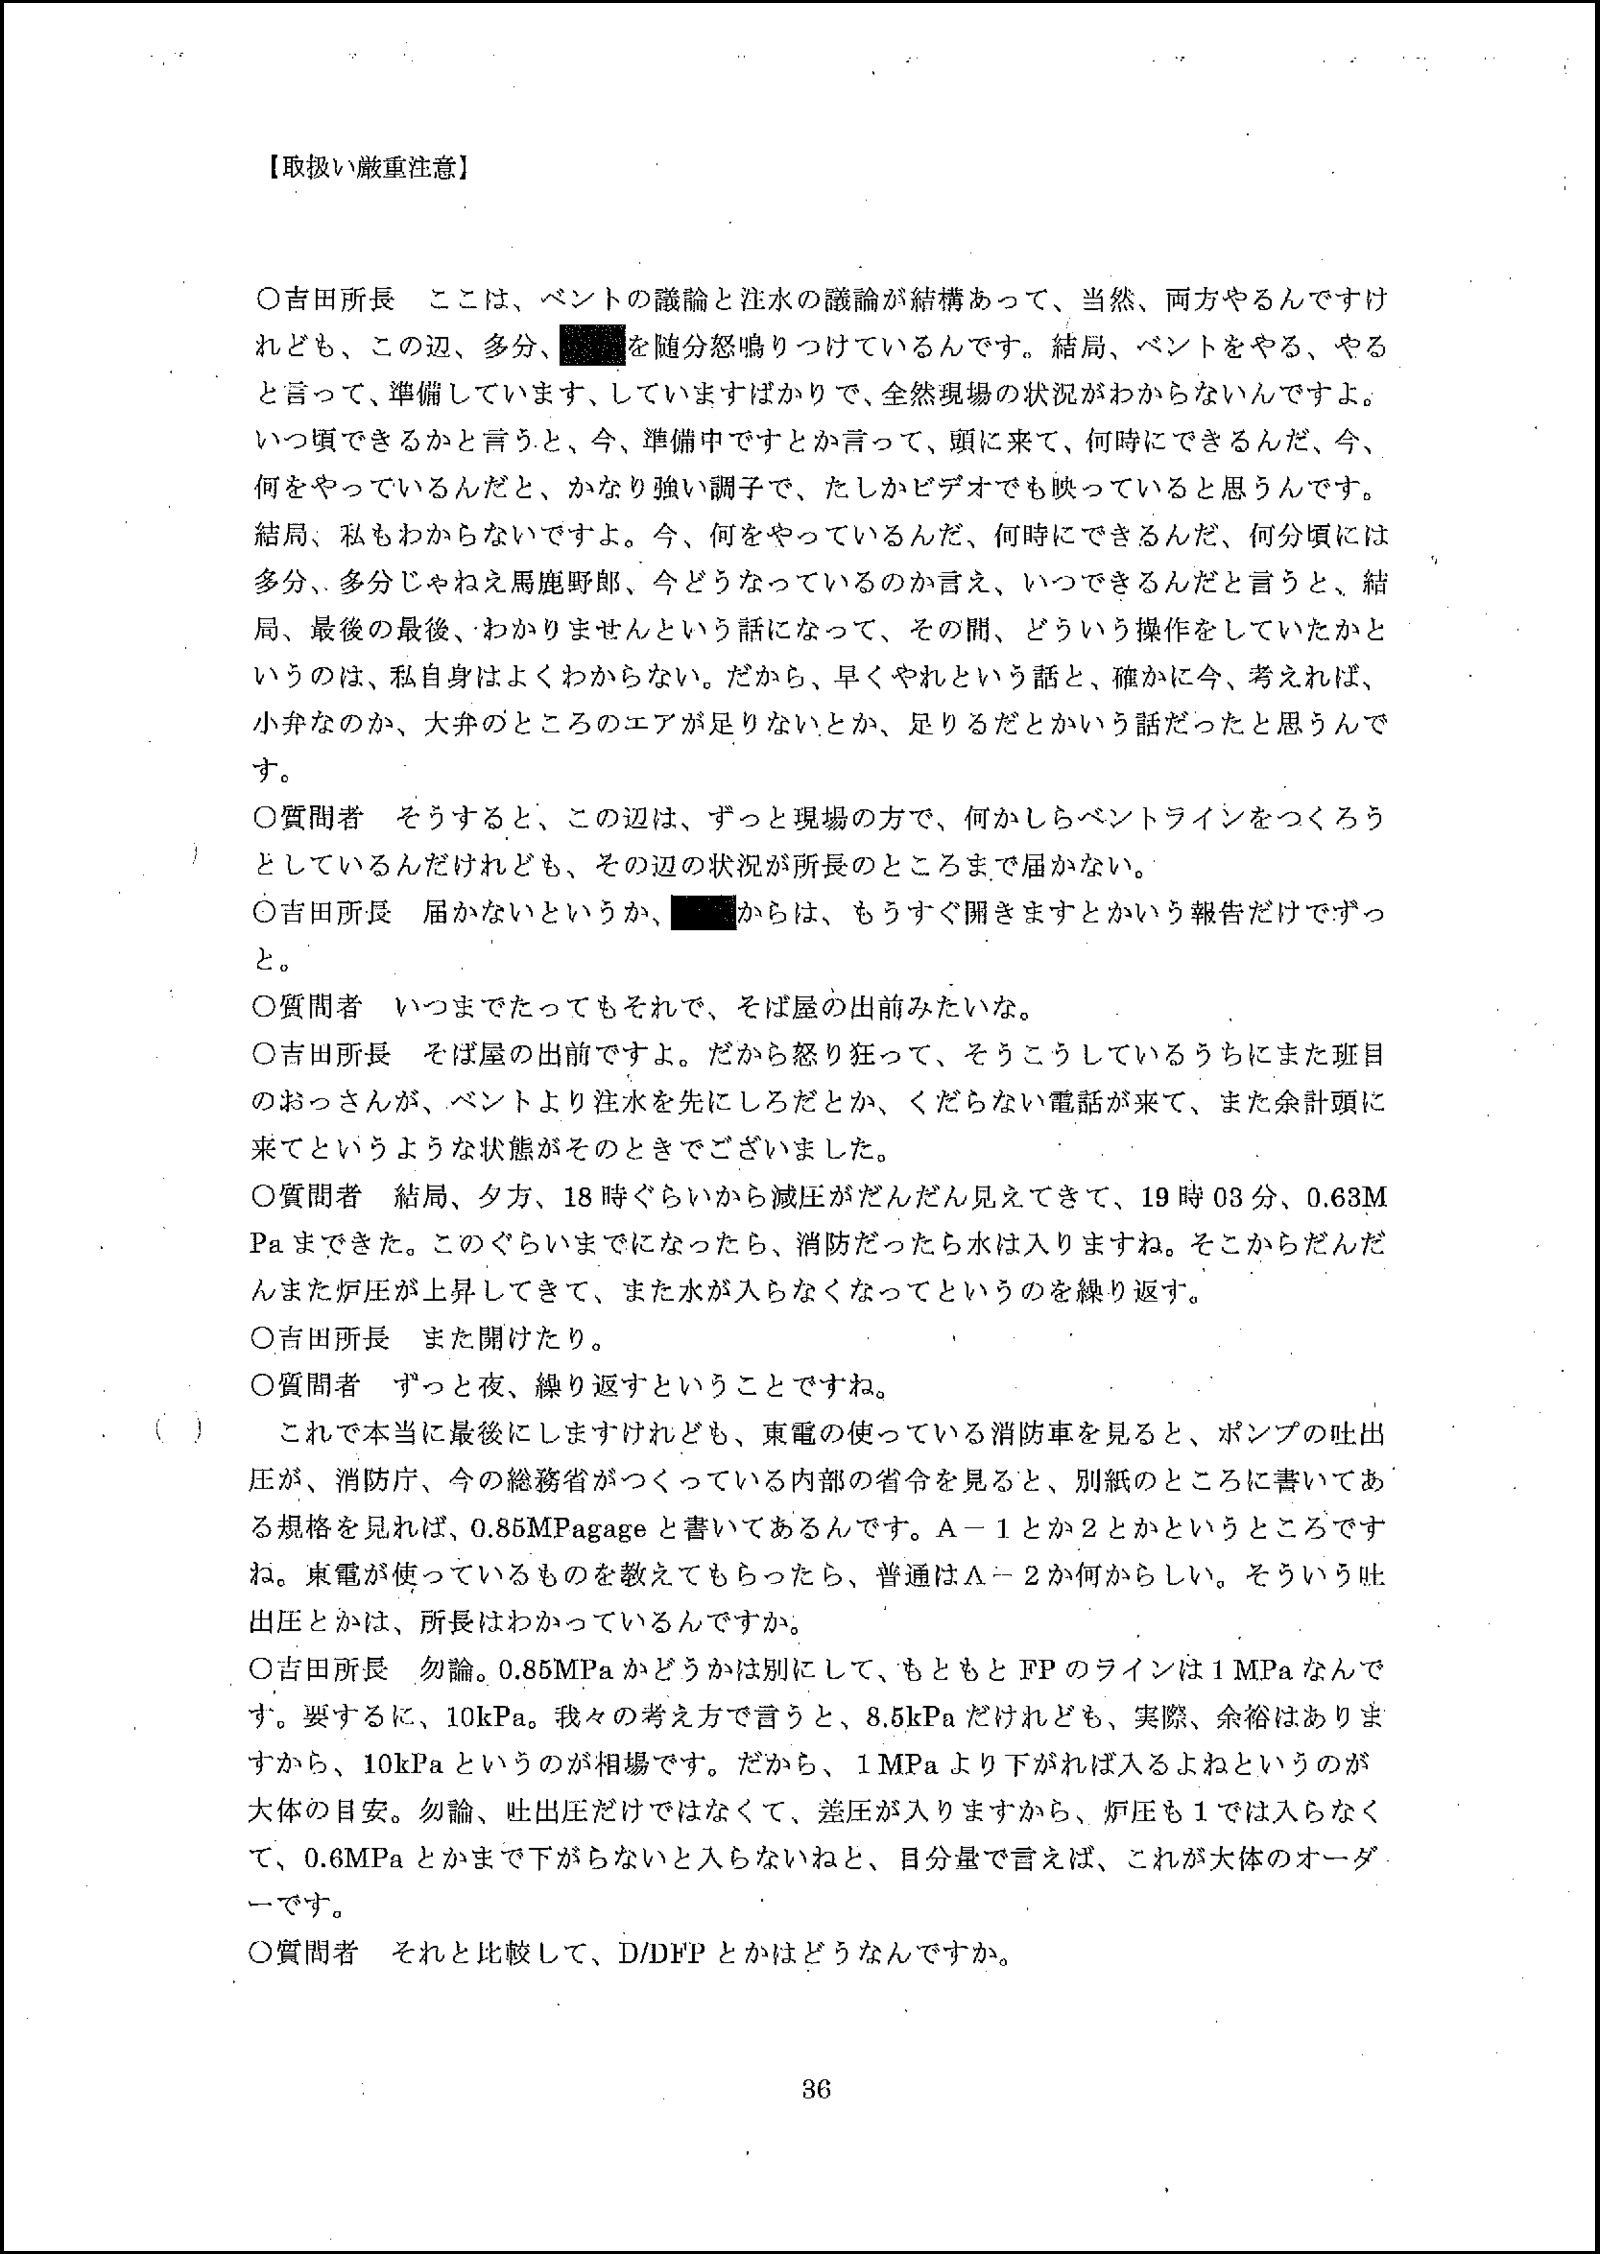 【取扱い厳重注意】
○吉田所長　ここは、ベントの議論と注水の議論が結構あって、当然、両方やるんですけ
れども、この辺、多分、を随分怒鳴りつけているんです。結局、ベントをやる、やる
と言って、準備しています、していますばかりで、全然現場の状況がわからないんですよ。
いつ頃できるかと言うと、今、準備中ですとか言って、頭に来て、何時にできるんだ、今、
何をやっているんだと、かなり強い調子で、たしかビデオでも映っていると思うんです。
結局、私もわからないですよ。今、何をやっているんだ、何時にできるんだ、何分頃には
多分、多分じゃねえ馬鹿野郎、今どうなっているのか言え、いつできるんだと言うと、結
局、最後の最後、わかりませんという話になって、その間、どういう操作をしていたかと
いうのは、私自身はよくわからない。だから、早くやれという話と、確かに今、考えれば、
小弁なのか、大弁のところのエアが足りないとか、足りるだとかいう話だったと思うんで
す。
○質問者　そうすると、この辺は、ずっと現場の方で、何かしらベントラインをつくろう
としているんだけれども、その辺の状況が所長のところまで届かない。
○吉田所長　届かないというか、からは、もうすぐ開きますとかいう報告だけでずっ
と。
○質問者　いつまでたってもそれで、そば屋の出前みたいな。
○吉田所長　そば屋の出前ですよ。だから怒り狂って、そうこうしているうちにまた班目
のおっさんが、ベントより注水を先にしろだとか、くだらない電話が来て、また余計頭に
来てというような状態がそのときでございました。
○質問者　結局、夕方、18 時ぐらいから減圧がだんだん見えてきて、19 時 03 分、0.63M
Pa まできた。このぐらいまでになったら、消防だったら水は入りますね。そこからだんだ
んまた炉圧が上昇してきて、また水が入らなくなってというのを繰り返す。
○吉田所長　また開けたり。
○質問者　ずっと夜、繰り返すということですね。
　これで本当に最後にしますけれども、東電の使っている消防車を見ると、ポンプの吐出
圧が、消防庁、今の総務省がつくっている内部の省令を見ると、別紙のところに書いてあ
る規格を見れば、0.85MPagage と書いてあるんです。A－１とか２とかというところです
ね。東電が使っているものを教えてもらったら、普通はA－２か何からしい。そういう吐
出圧とかは、所長はわかっているんですか。
○吉田所長　勿論。0.85MPa かどうかは別にして、もともと FP のラインは１MPa なんで
す。要するに、10kPa。我々の考え方で言うと、8.5kPa だけれども、実際、余裕はありま
すから、10kPa というのが相場です。だから、１MPa より下がれば入るよねというのが
大体の目安。勿論、吐出圧だけではなくて、差圧が入りますから、炉圧も１では入らなく
て、0.6MPa とかまで下がらないと入らないねと、目分量で言えば、これが大体のオーダ
ーです。
○質問者　それと比較して、D/DFP とかはどうなんですか。
36